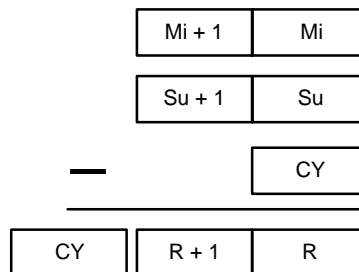 Mi + 1 Mi
Su + 1 Su
— CY
CY R + 1 R